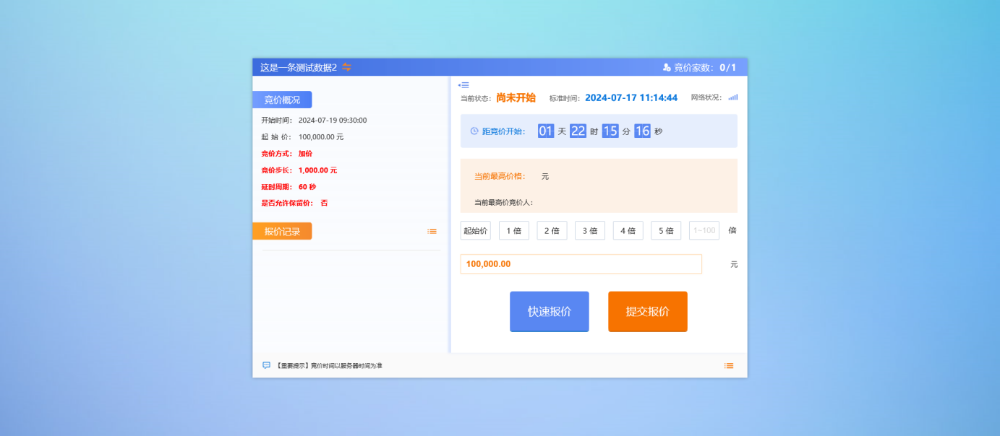 这是一条测试数据2 竞价家数: 0/1
竞价概况
开始时间: 2024-07-19 09:30:00
起 始 价: 100,000.00 元
竞价方式: 加价
竞价步长: 1,000.00 元
延时周期: 60 秒
是否允许保留价: 否
报价记录
当前状态: 尚未开始 标准时间: 2024-07-17 11:14:44 网络状况:
距竞价开始: 01 天 22 时 15 分 16 秒
当前最高价格: 元
当前最高价竞价人:
起始价 1 倍 2 倍 3 倍 4 倍 5 倍 1~100 倍
100,000.00 元
快速报价 提交报价
【重要提示】竞价时间以服务器时间为准